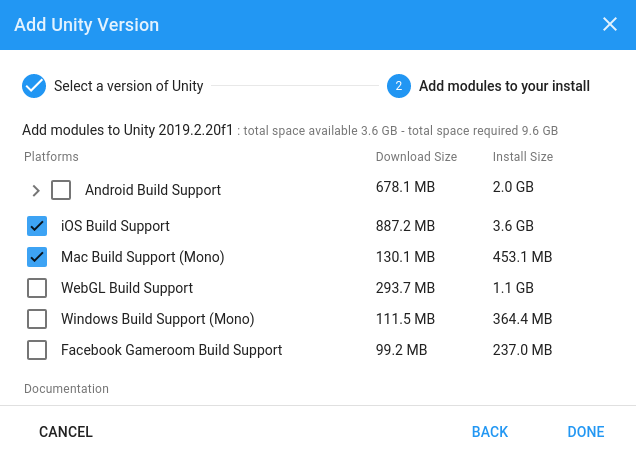 Add Unity Version
Select a version of Unity 2 Add modules to your install
Add modules to Unity 2019.2.20f1 : total space available 3.6 GB - total space required 9.6 GB
Platforms Download Size Install Size
Android Build Support 678.1 MB 2.0 GB
iOS Build Support 887.2 MB 3.6 GB
Mac Build Support (Mono) 130.1 MB 453.1 MB
WebGL Build Support 293.7 MB 1.1 GB
Windows Build Support (Mono) 111.5 MB 364.4 MB
Facebook Gameroom Build Support 99.2 MB 237.0 MB
Documentation
CANCEL BACK DONE